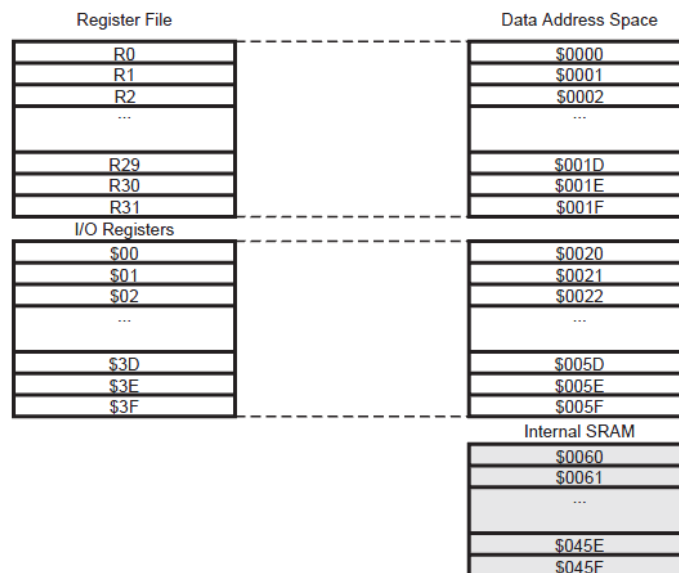 Register File Data Address Space
R0 $0000
R1 $0001
R2 $0002
... ...
R29 $001D
R30 $001E
R31 $001F
I/O Registers
$00 $0020
$01 $0021
$02 $0022
... ...
$3D $005D
$3E $005E
$3F $005F
Internal SRAM
$0060
$0061
...
$045E
$045F